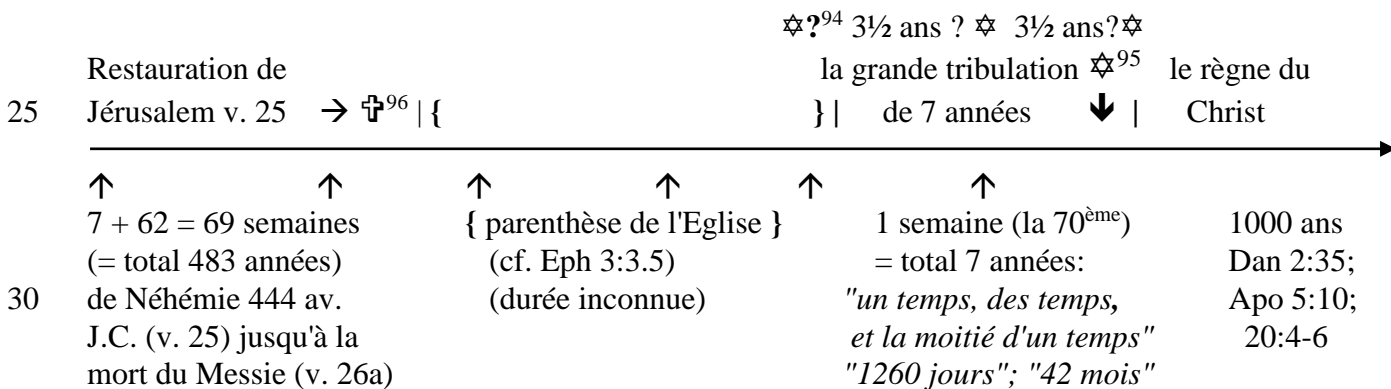 ✡?94 3½ ans ? ✡ 3½ ans?✡
Restauration de la grande tribulation ✡95 le règne du
25 Jérusalem v. 25 → ✞96 | { } | de 7 années ↓ | Christ
↑ ↑ ↑ ↑ ↑ ↑
7 + 62 = 69 semaines { parenthèse de l'Eglise } 1 semaine (la 70ème) 1000 ans
(= total 483 années) (cf. Eph 3:3.5) = total 7 années: Dan 2:35;
30 de Néhémie 444 av. (durée inconnue) "un temps, des temps, Apo 5:10;
J.C. (v. 25) jusqu'à la et la moitié d'un temps" 20:4-6
mort du Messie (v. 26a) "1260 jours"; "42 mois"